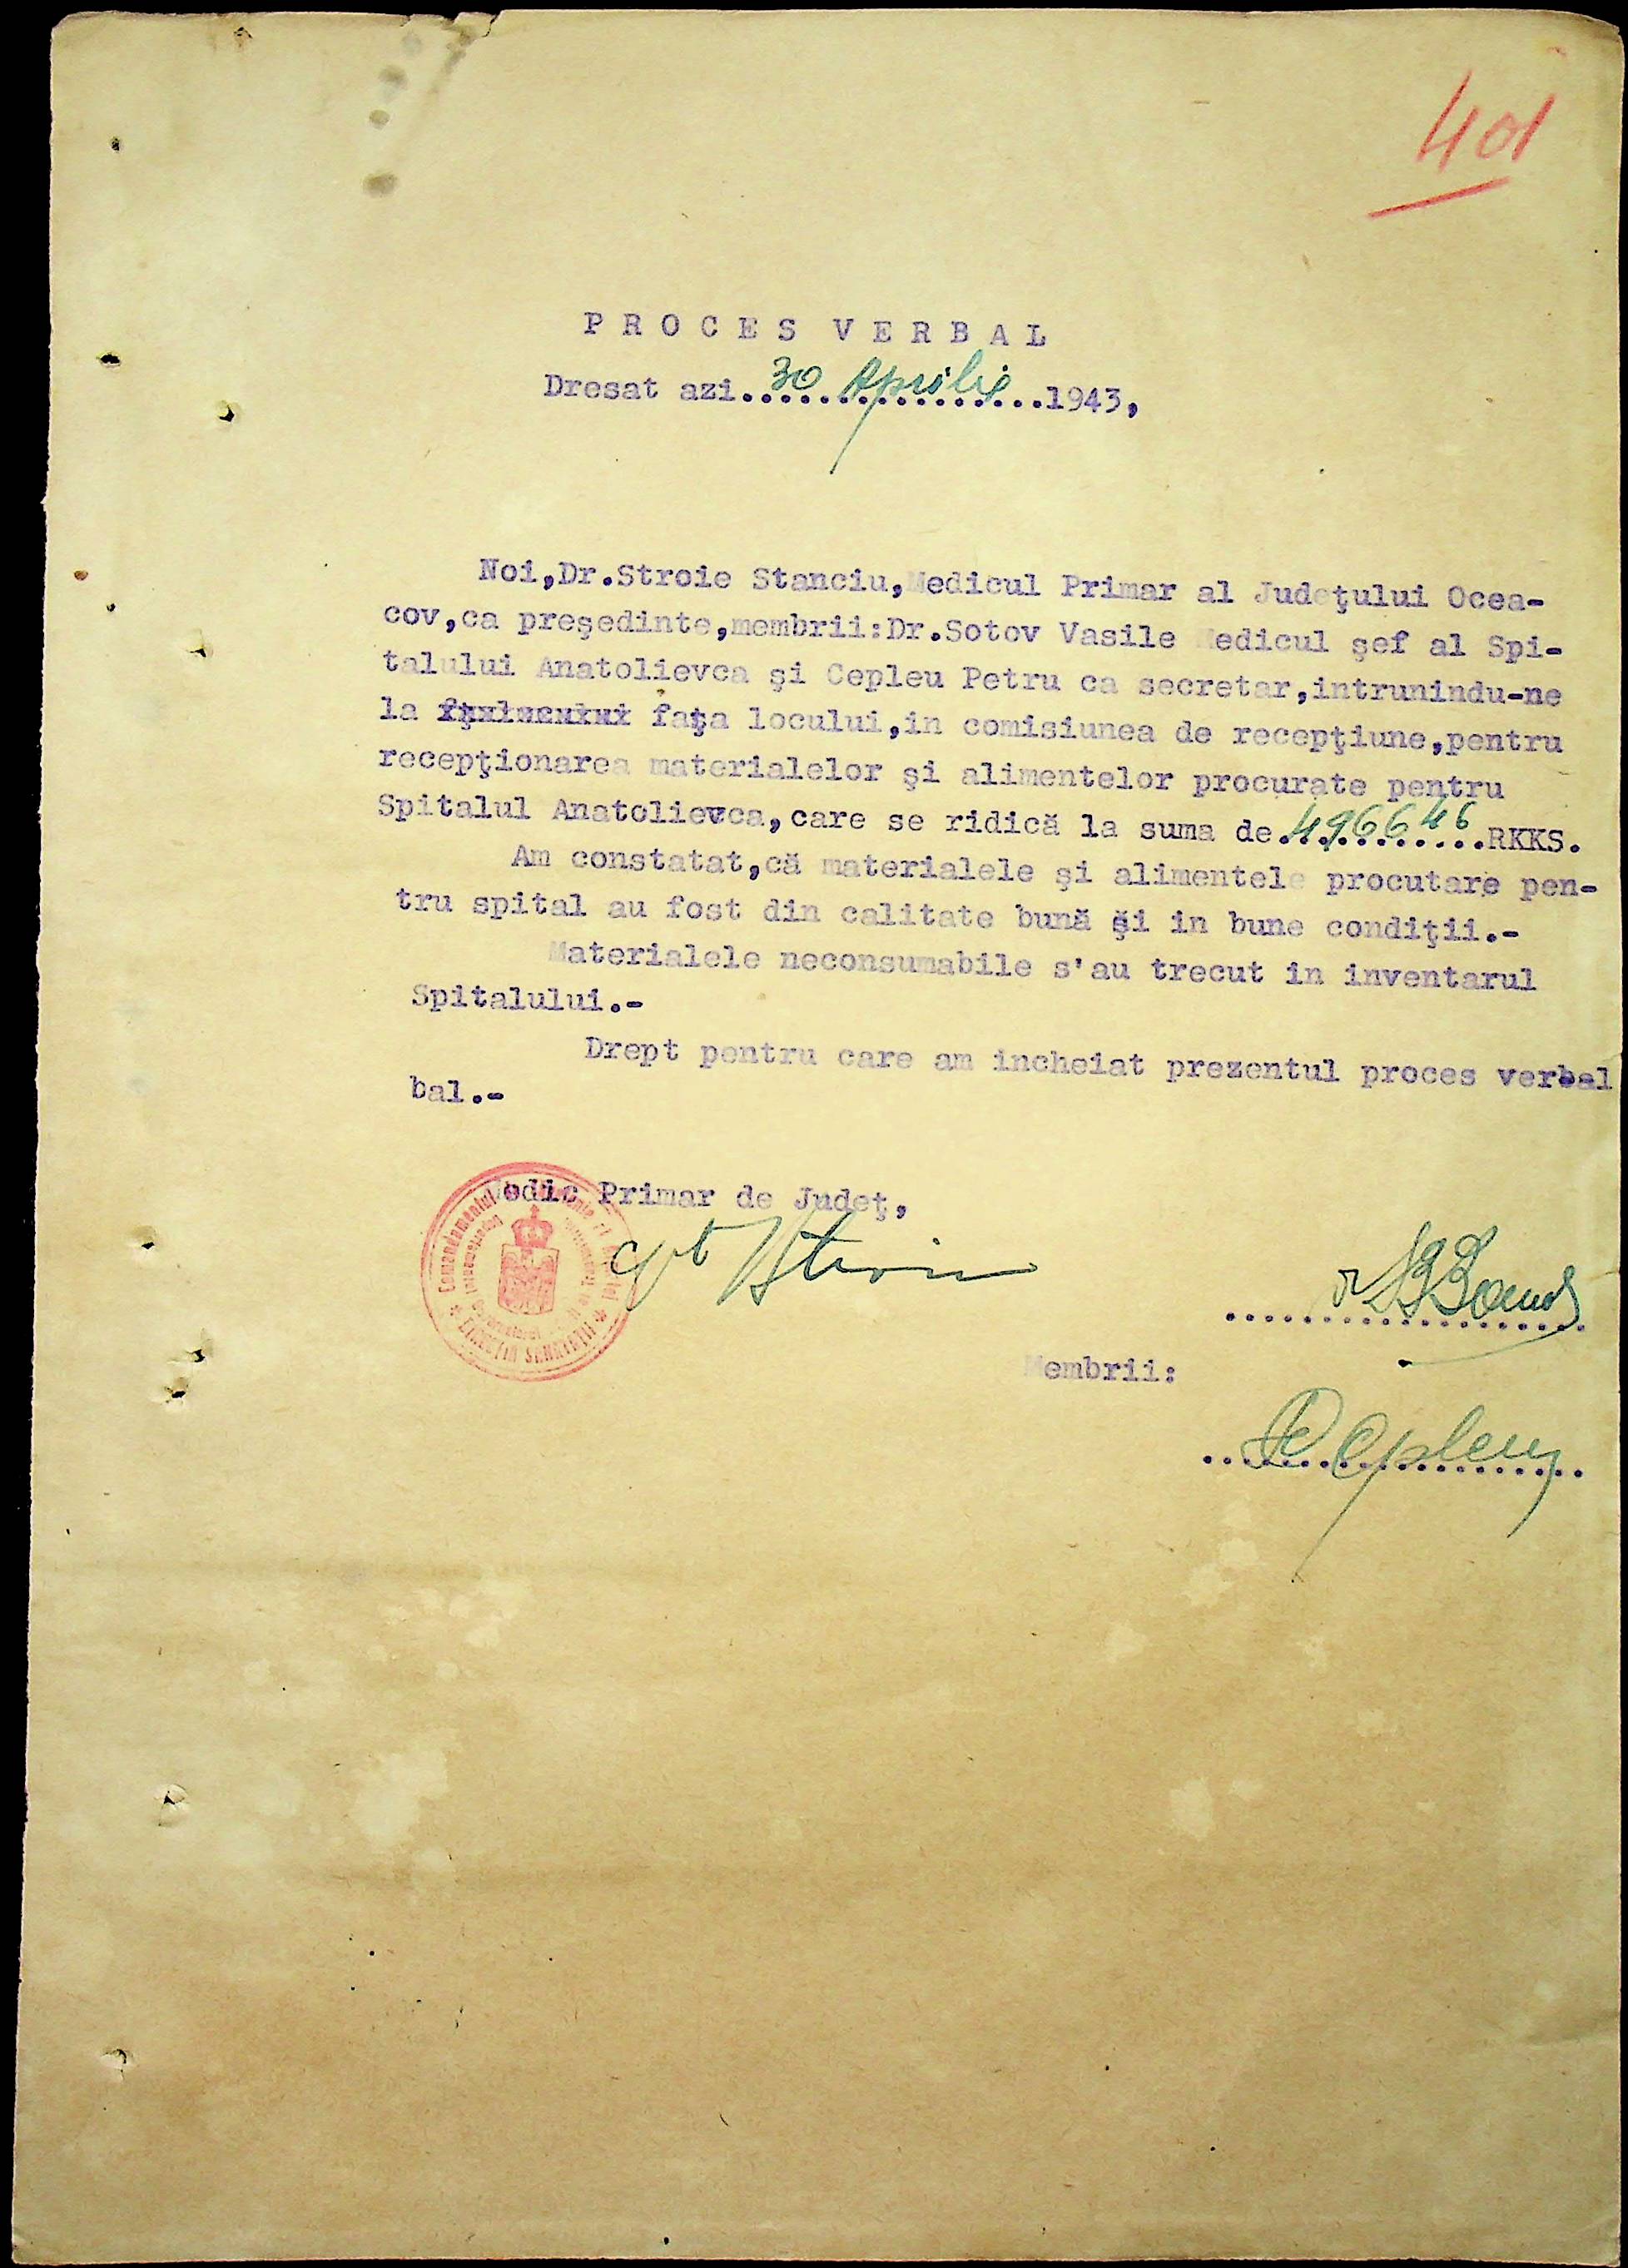 401
PROCES VERBAL
Dresat azi....30 Aprilie....1943,
Noi,Dr.Stroie Stanciu,Medicul Primar al Judeţului Ocea-
cov,ca preşedinte,membrii:Dr.Sotov Vasile Medicul şef al Spi-
talului Anatolievca şi Cepleu Petru ca secretar,intrunindu-ne
la faţa locului,in comisiunea de recepţiune,pentru
recepţionarea materialelor şi alimentelor procurate pentru
Spitalul Anatolievca,care se ridică la suma de 496646 RKKS.
Am constatat,că materialele şi alimentele procutare pen-
tru spital au fost din calitate bună şi in bune condiţii.-
Materialele neconsumabile s'au trecut in inventarul
Spitalului.-
Drept pentru care am incheiat prezentul proces verbal
bal.-
Medic Primar de Judeţ,
Membrii: